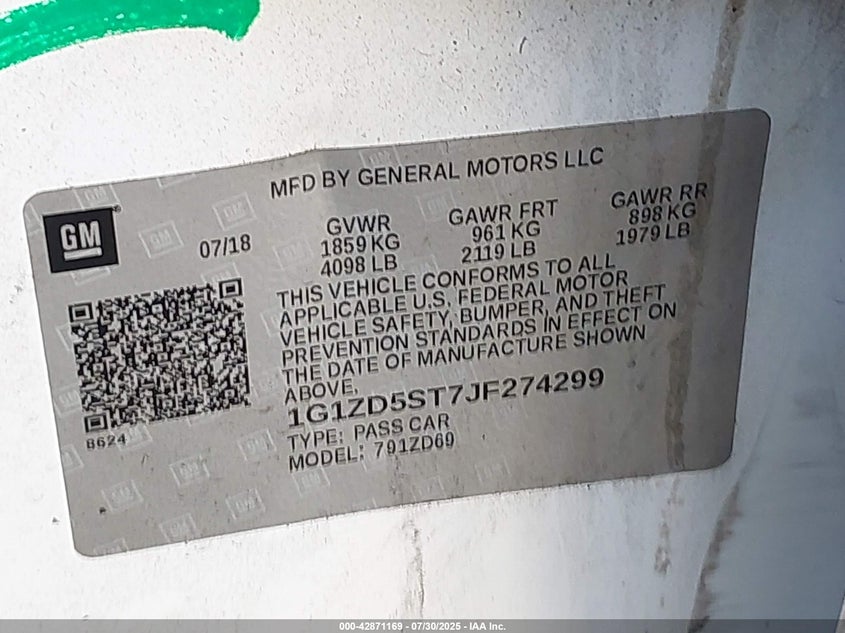 MFD BY GENERAL MOTORS LLC
GM
07/18
GVWR
1859 KG
4098 LB
GAWR FRT
961 KG
2119 LB
GAWR RR
898 KG
1979 LB
THIS VEHICLE CONFORMS TO ALL
APPLICABLE U.S. FEDERAL MOTOR
VEHICLE SAFETY, BUMPER, AND THEFT
PREVENTION STANDARDS IN EFFECT ON
THE DATE OF MANUFACTURE SHOWN
ABOVE.
1G1ZD5ST7JF274299
TYPE: PASS CAR
MODEL: 791ZD69
8624
000-42871169 - 07/30/2025 - IAA Inc.